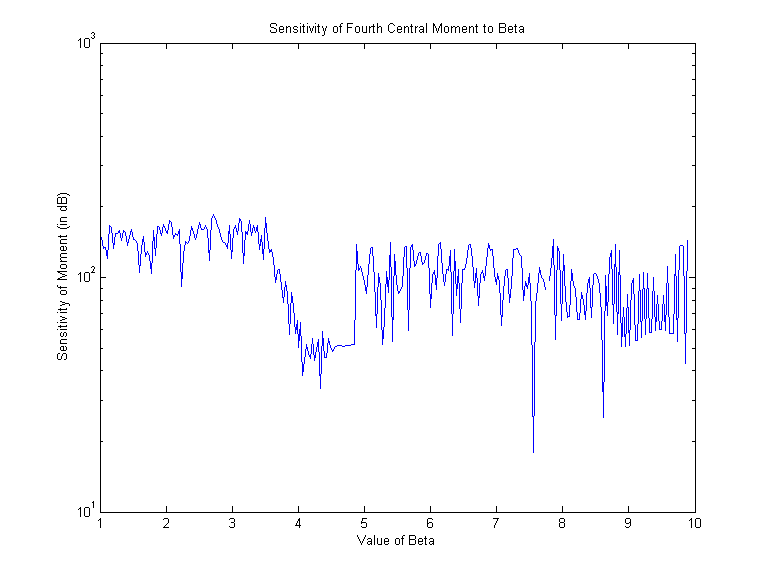 Sensitivity of Fourth Central Moment to Beta
10^3
10^2
10^1
Sensitivity of Moment (in dB)
1 2 3 4 5 6 7 8 9 10
Value of Beta